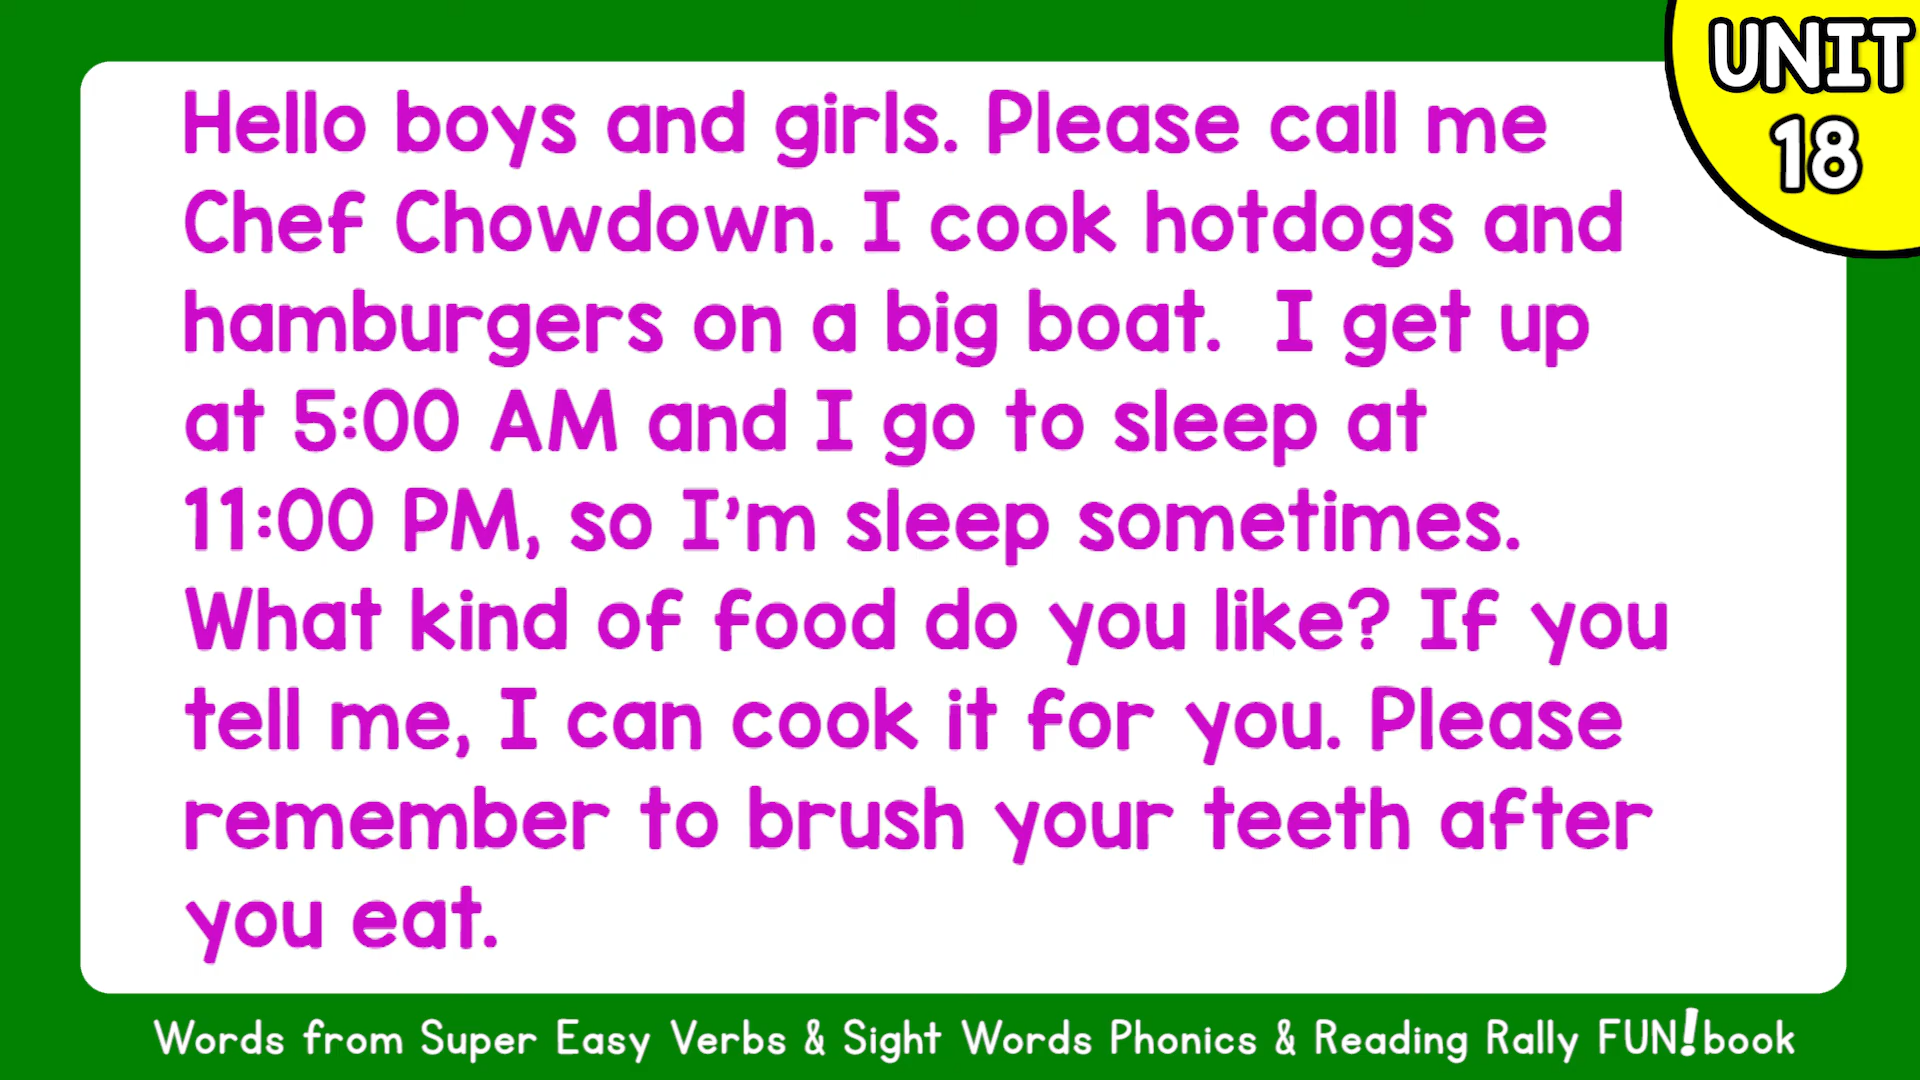 UNIT
18
Hello boys and girls. Please call me
Chef Chowdown. I cook hotdogs and
hamburgers on a big boat.  I get up
at 5:00 AM and I go to sleep at
11:00 PM, so I'm sleep sometimes.
What kind of food do you like? If you
tell me, I can cook it for you. Please
remember to brush your teeth after
you eat.
Words from Super Easy Verbs & Sight Words Phonics & Reading Rally FUN!book